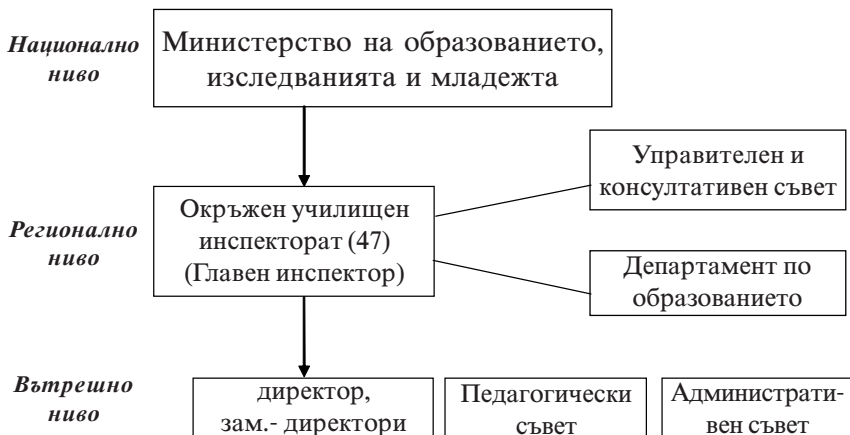 Национално
ниво
Министерство на образованието,
изследванията и младежта
Управителен и
консултативен съвет
Регионално
ниво
Окръжен училищен
инспекторат (47)
(Главен инспектор)
Департамент по
образованието
Вътрешно
ниво
директор,
зам.- директори
Педагогически
съвет
Административ-
вен съвет